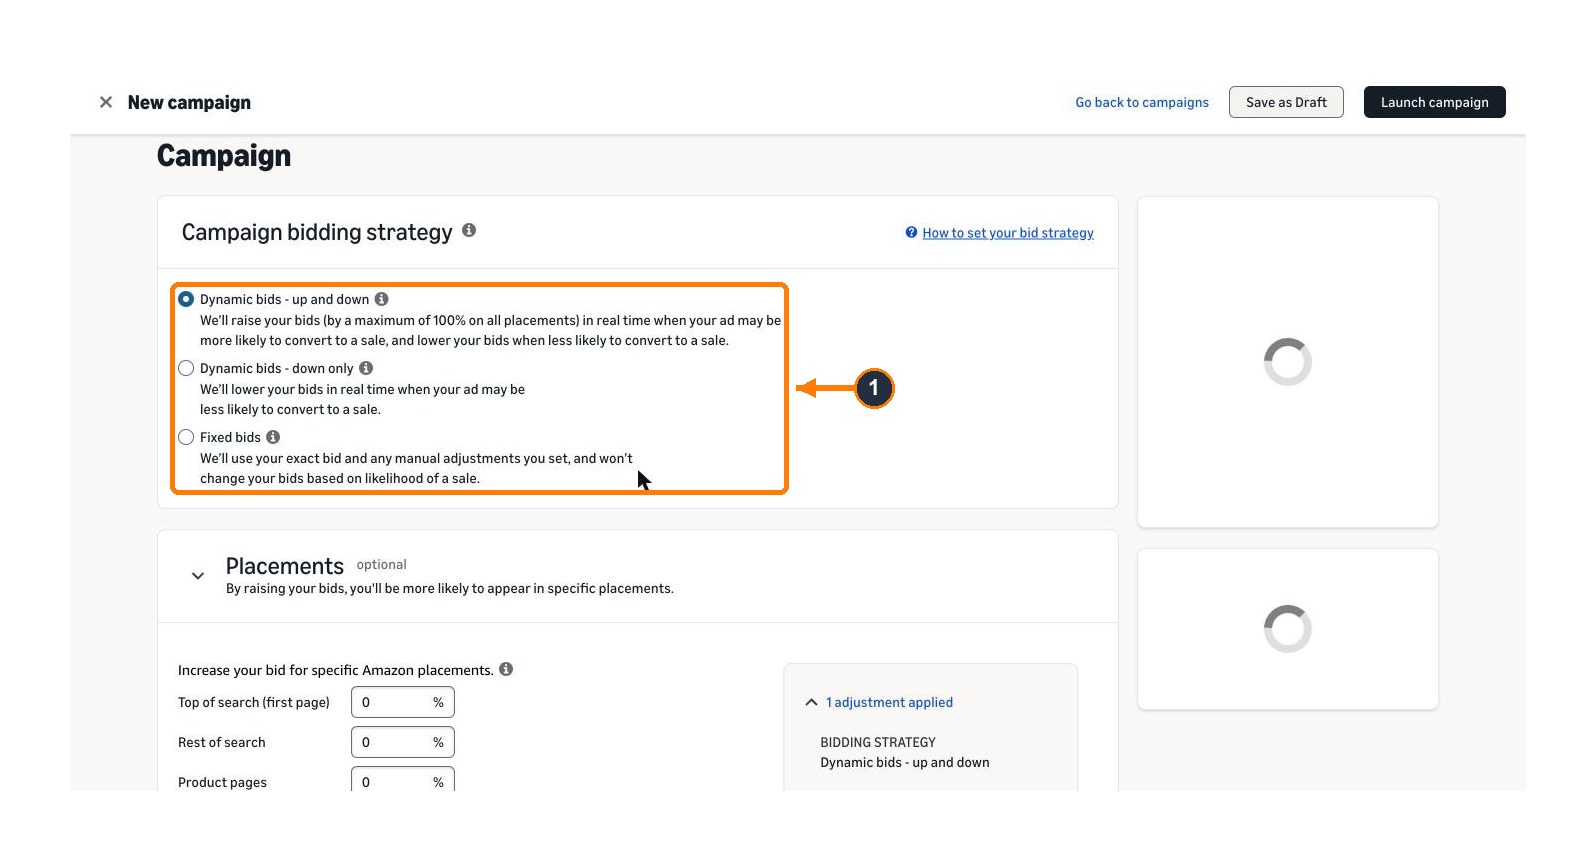 New campaign
Go back to campaigns
Save as Draft
Launch campaign
Campaign
Campaign bidding strategy
How to set your bid strategy
Dynamic bids - up and down
We'll raise your bids (by a maximum of 100% on all placements) in real time when your ad may be
more likely to convert to a sale, and lower your bids when less likely to convert to a sale.
Dynamic bids - down only
We'll lower your bids in real time when your ad may be
less likely to convert to a sale.
Fixed bids
We'll use your exact bid and any manual adjustments you set, and won't
change your bids based on likelihood of a sale.
1
Placements optional
By raising your bids, you'll be more likely to appear in specific placements.
Increase your bid for specific Amazon placements.
Top of search (first page) 0 %
Rest of search 0 %
Product pages 0 %
1 adjustment applied
BIDDING STRATEGY
Dynamic bids - up and down